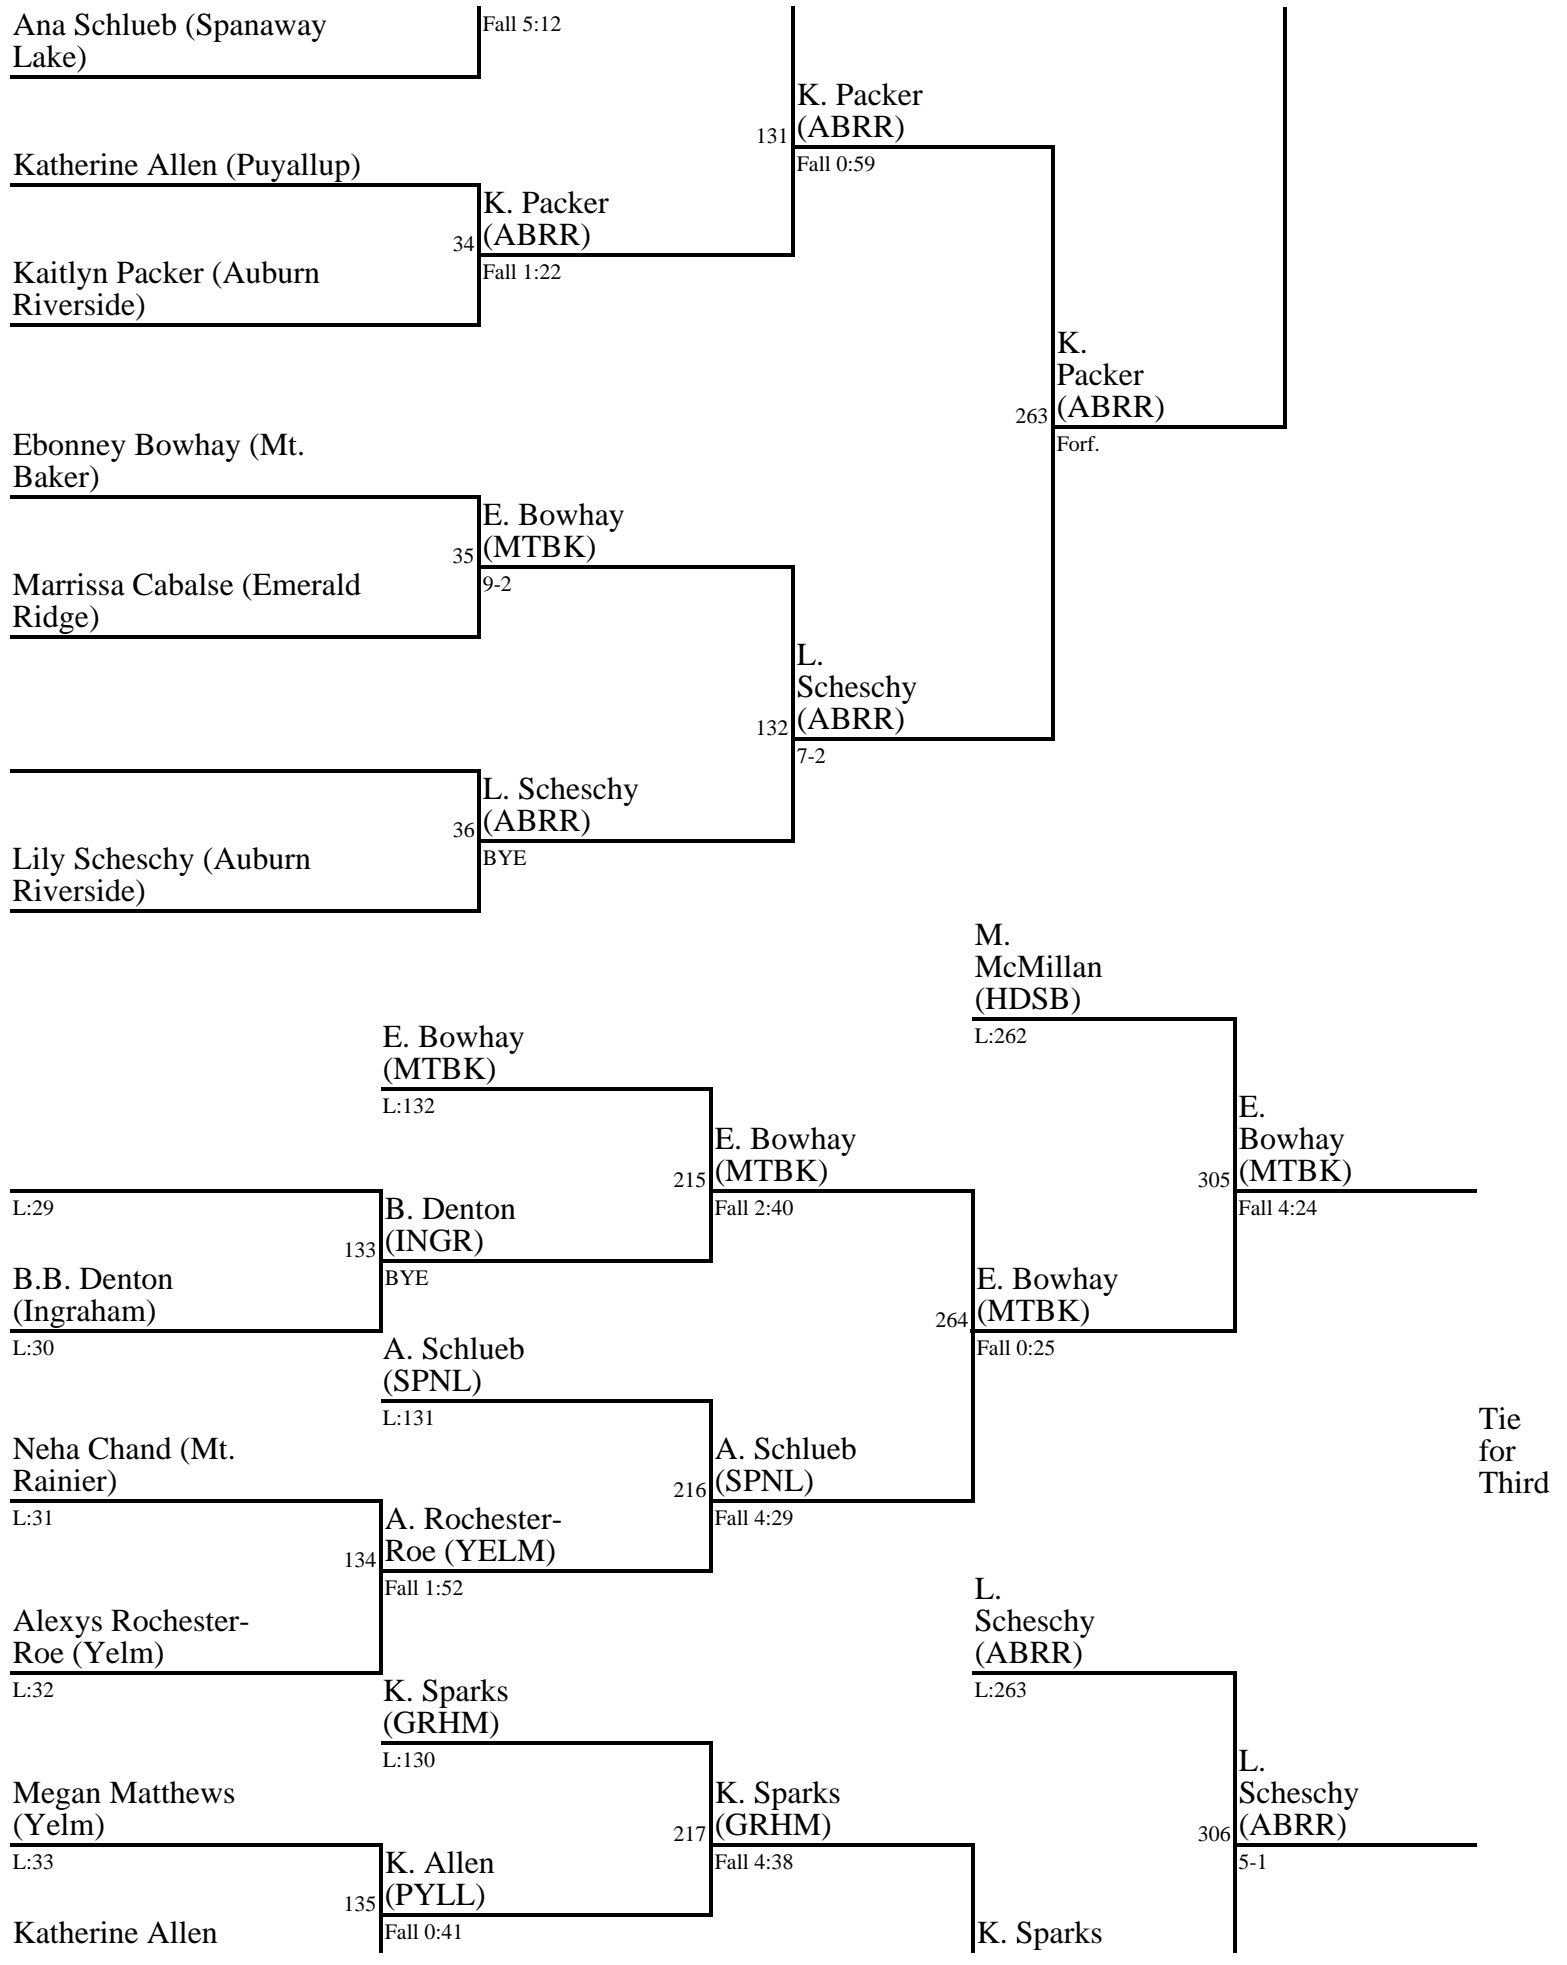 Ana Schlueb (Spanaway
Lake)
Fall 5:12
K. Packer
(ABRR)
131
Fall 0:59
Katherine Allen (Puyallup)
K. Packer
(ABRR)
34
Fall 1:22
Kaitlyn Packer (Auburn
Riverside)
K.
Packer
(ABRR)
263
Forf.
Ebonney Bowhay (Mt.
Baker)
E. Bowhay
(MTBK)
35
9-2
Marrissa Cabalse (Emerald
Ridge)
L.
Scheschy
(ABRR)
132
7-2
L. Scheschy
(ABRR)
36
BYE
Lily Scheschy (Auburn
Riverside)
M.
McMillan
(HDSB)
L:262
E. Bowhay
(MTBK)
L:132
E.
Bowhay
(MTBK)
305
Fall 4:24
E. Bowhay
(MTBK)
215
Fall 2:40
L:29
B. Denton
(INGR)
133
BYE
B.B. Denton
(Ingraham)
L:30
E. Bowhay
(MTBK)
264
Fall 0:25
A. Schlueb
(SPNL)
L:131
Tie
for
Third
Neha Chand (Mt.
Rainier)
L:31
A. Schlueb
(SPNL)
216
Fall 4:29
A. Rochester-
Roe (YELM)
134
Fall 1:52
Alexys Rochester-
Roe (Yelm)
L:32
L.
Scheschy
(ABRR)
L:263
K. Sparks
(GRHM)
L:130
L.
Scheschy
(ABRR)
306
5-1
Megan Matthews
(Yelm)
L:33
K. Sparks
(GRHM)
217
Fall 4:38
K. Allen
(PYLL)
135
Fall 0:41
Katherine Allen
K. Sparks